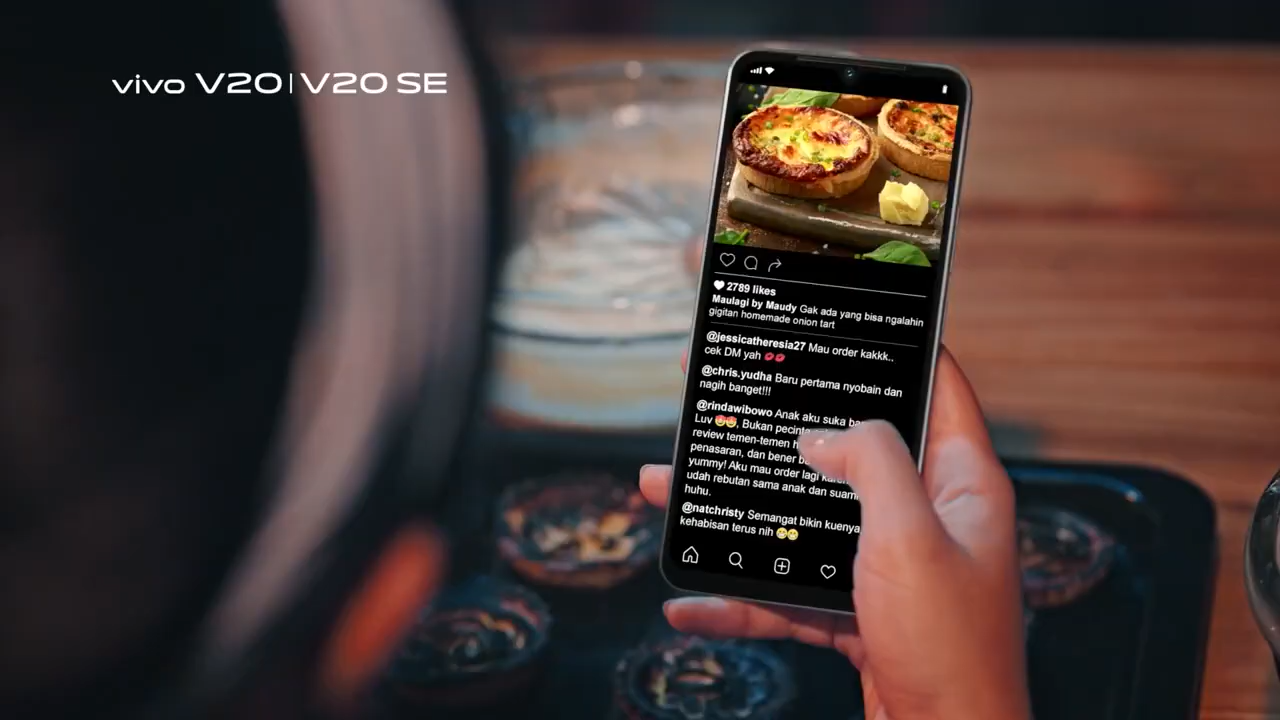 vivo V20 | V20 SE
2789 likes
Maulagi by Maudy Gak ada yang bisa ngalahin
gigitan homemade onion tart
@jessicatheresia27 Mau order kakkk..
cek DM yah 💋💋
@chris.yudha Baru pertama nyobain dan
nagih banget!!!
@rindawibowo Anak aku suka
Luv 😍😍, Bukan pecinta
review temen-temen
penasaran, dan bener
yummy! Aku mau order lagi
udah rebutan sama anak dan suami
huhu.
@natchristy Semangat bikin kuenya,
kehabisan terus nih 😁😁